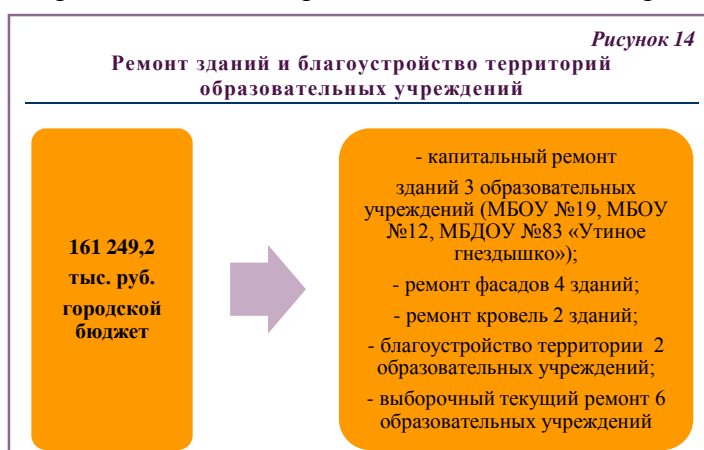 Рисунок 14
Ремонт зданий и благоустройство территорий
образовательных учреждений
161 249,2
тыс. руб.
городской
бюджет
- капитальный ремонт
зданий 3 образовательных
учреждений (МБОУ №19, МБОУ
№12, МБДОУ №83 «Утиное
гнездышко»);
- ремонт фасадов 4 зданий;
- ремонт кровель 2 зданий;
- благоустройство территории 2
образовательных учреждений;
- выборочный текущий ремонт 6
образовательных учреждений